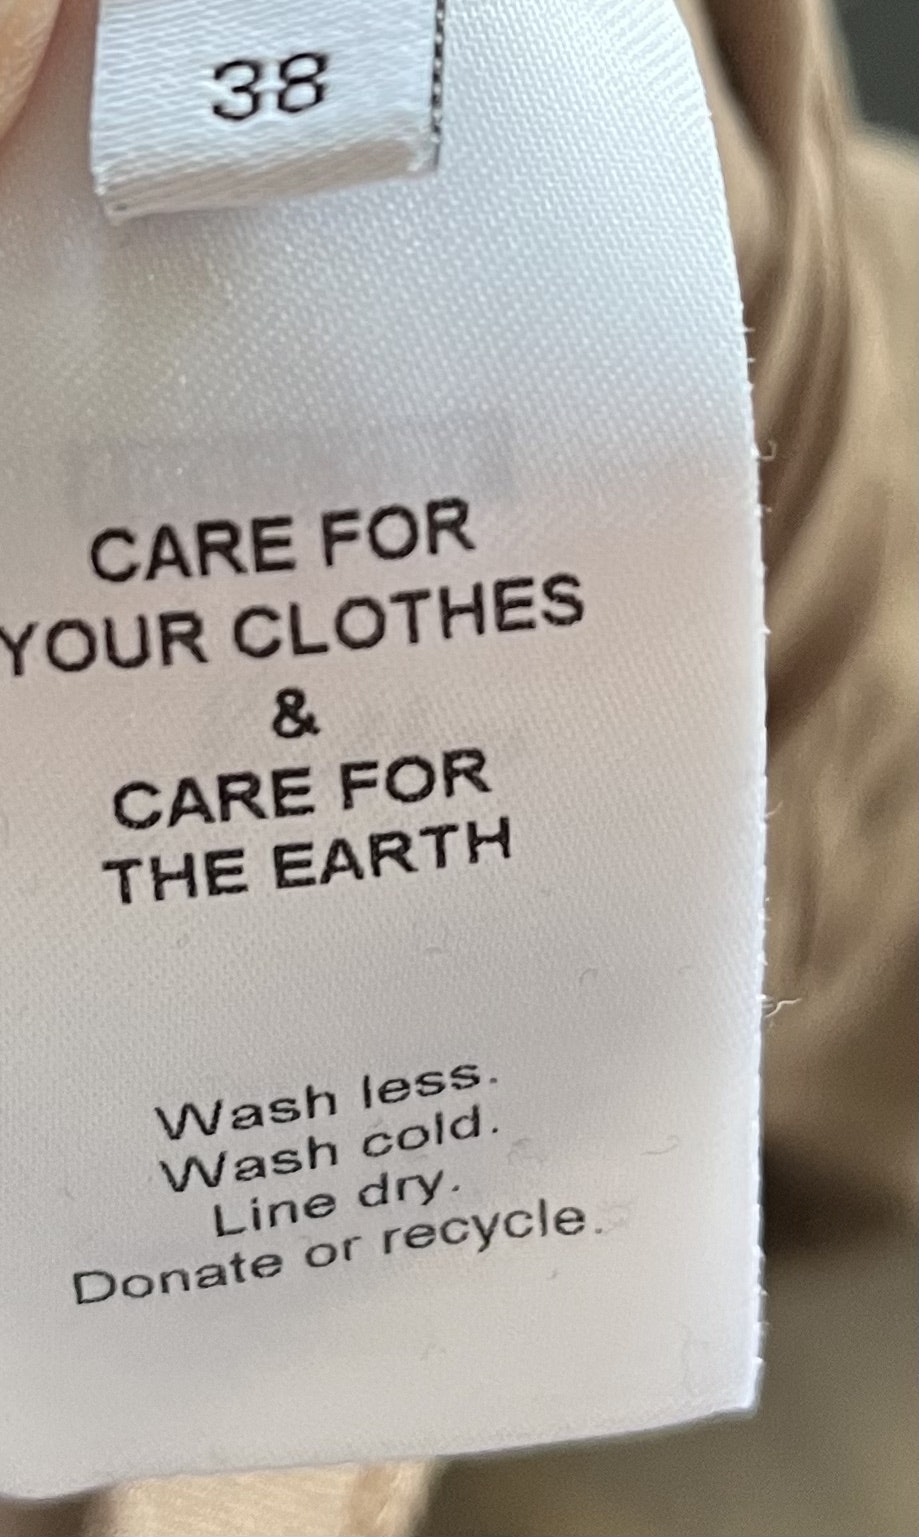 38
CARE FOR
YOUR CLOTHES
&
CARE FOR
THE EARTH
Wash less.
Wash cold.
Line dry.
Donate or recycle.